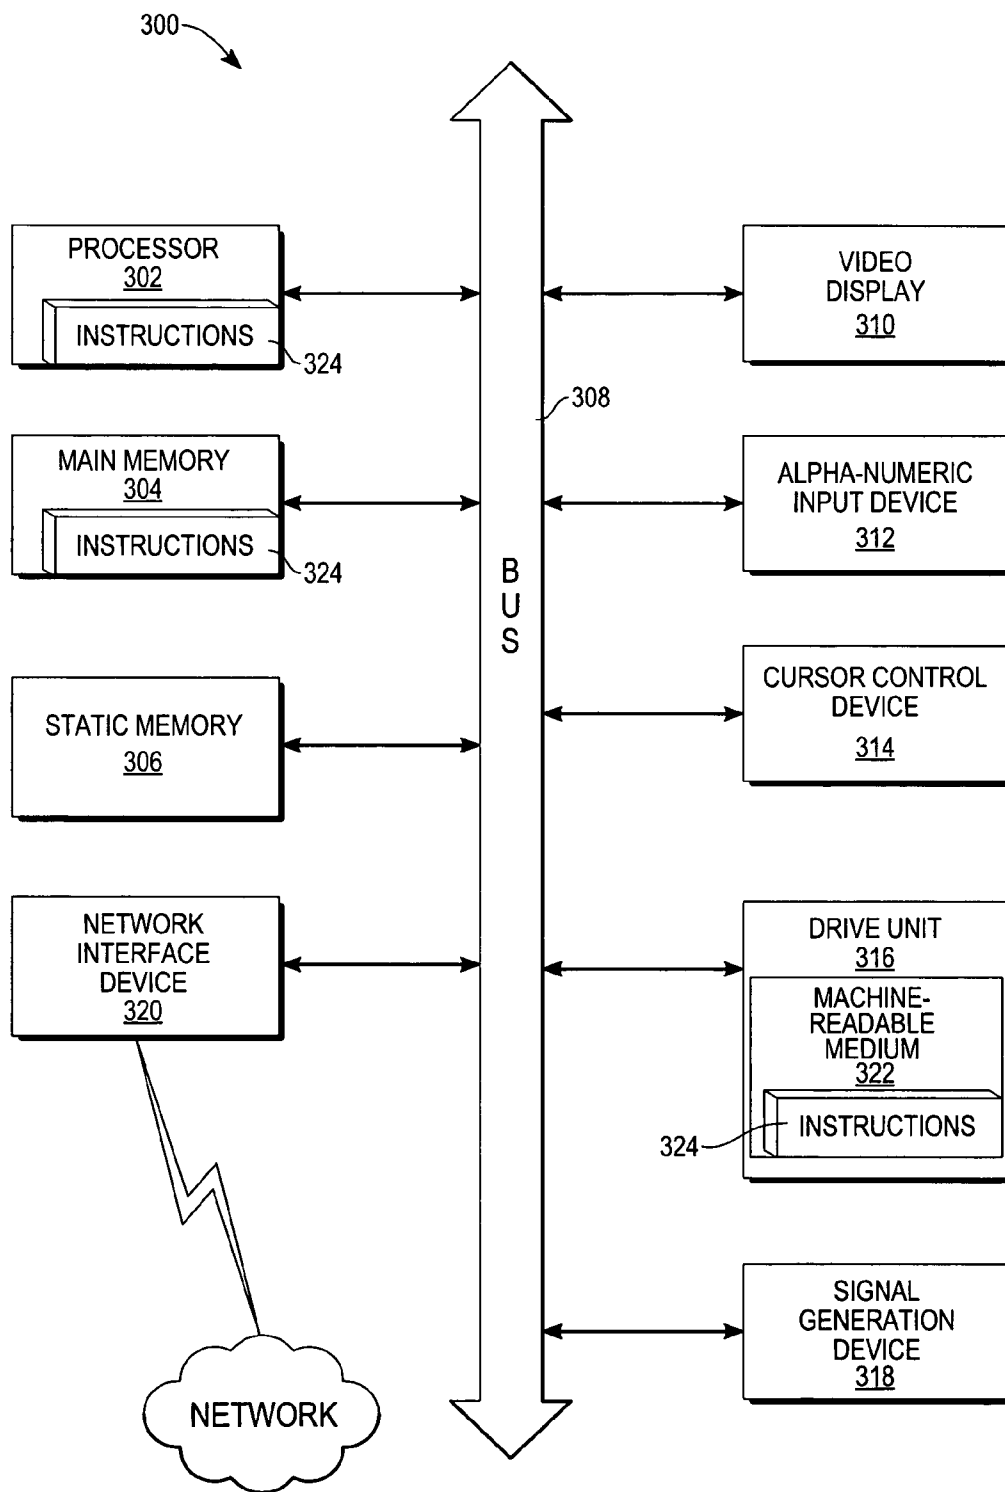 300
PROCESSOR
302
INSTRUCTIONS
324
MAIN MEMORY
304
INSTRUCTIONS
324
STATIC MEMORY
306
NETWORK
INTERFACE
DEVICE
320
NETWORK
B
U
S
308
VIDEO
DISPLAY
310
ALPHA-NUMERIC
INPUT DEVICE
312
CURSOR CONTROL
DEVICE
314
DRIVE UNIT
316
MACHINE-
READABLE
MEDIUM
322
INSTRUCTIONS
324
SIGNAL
GENERATION
DEVICE
318